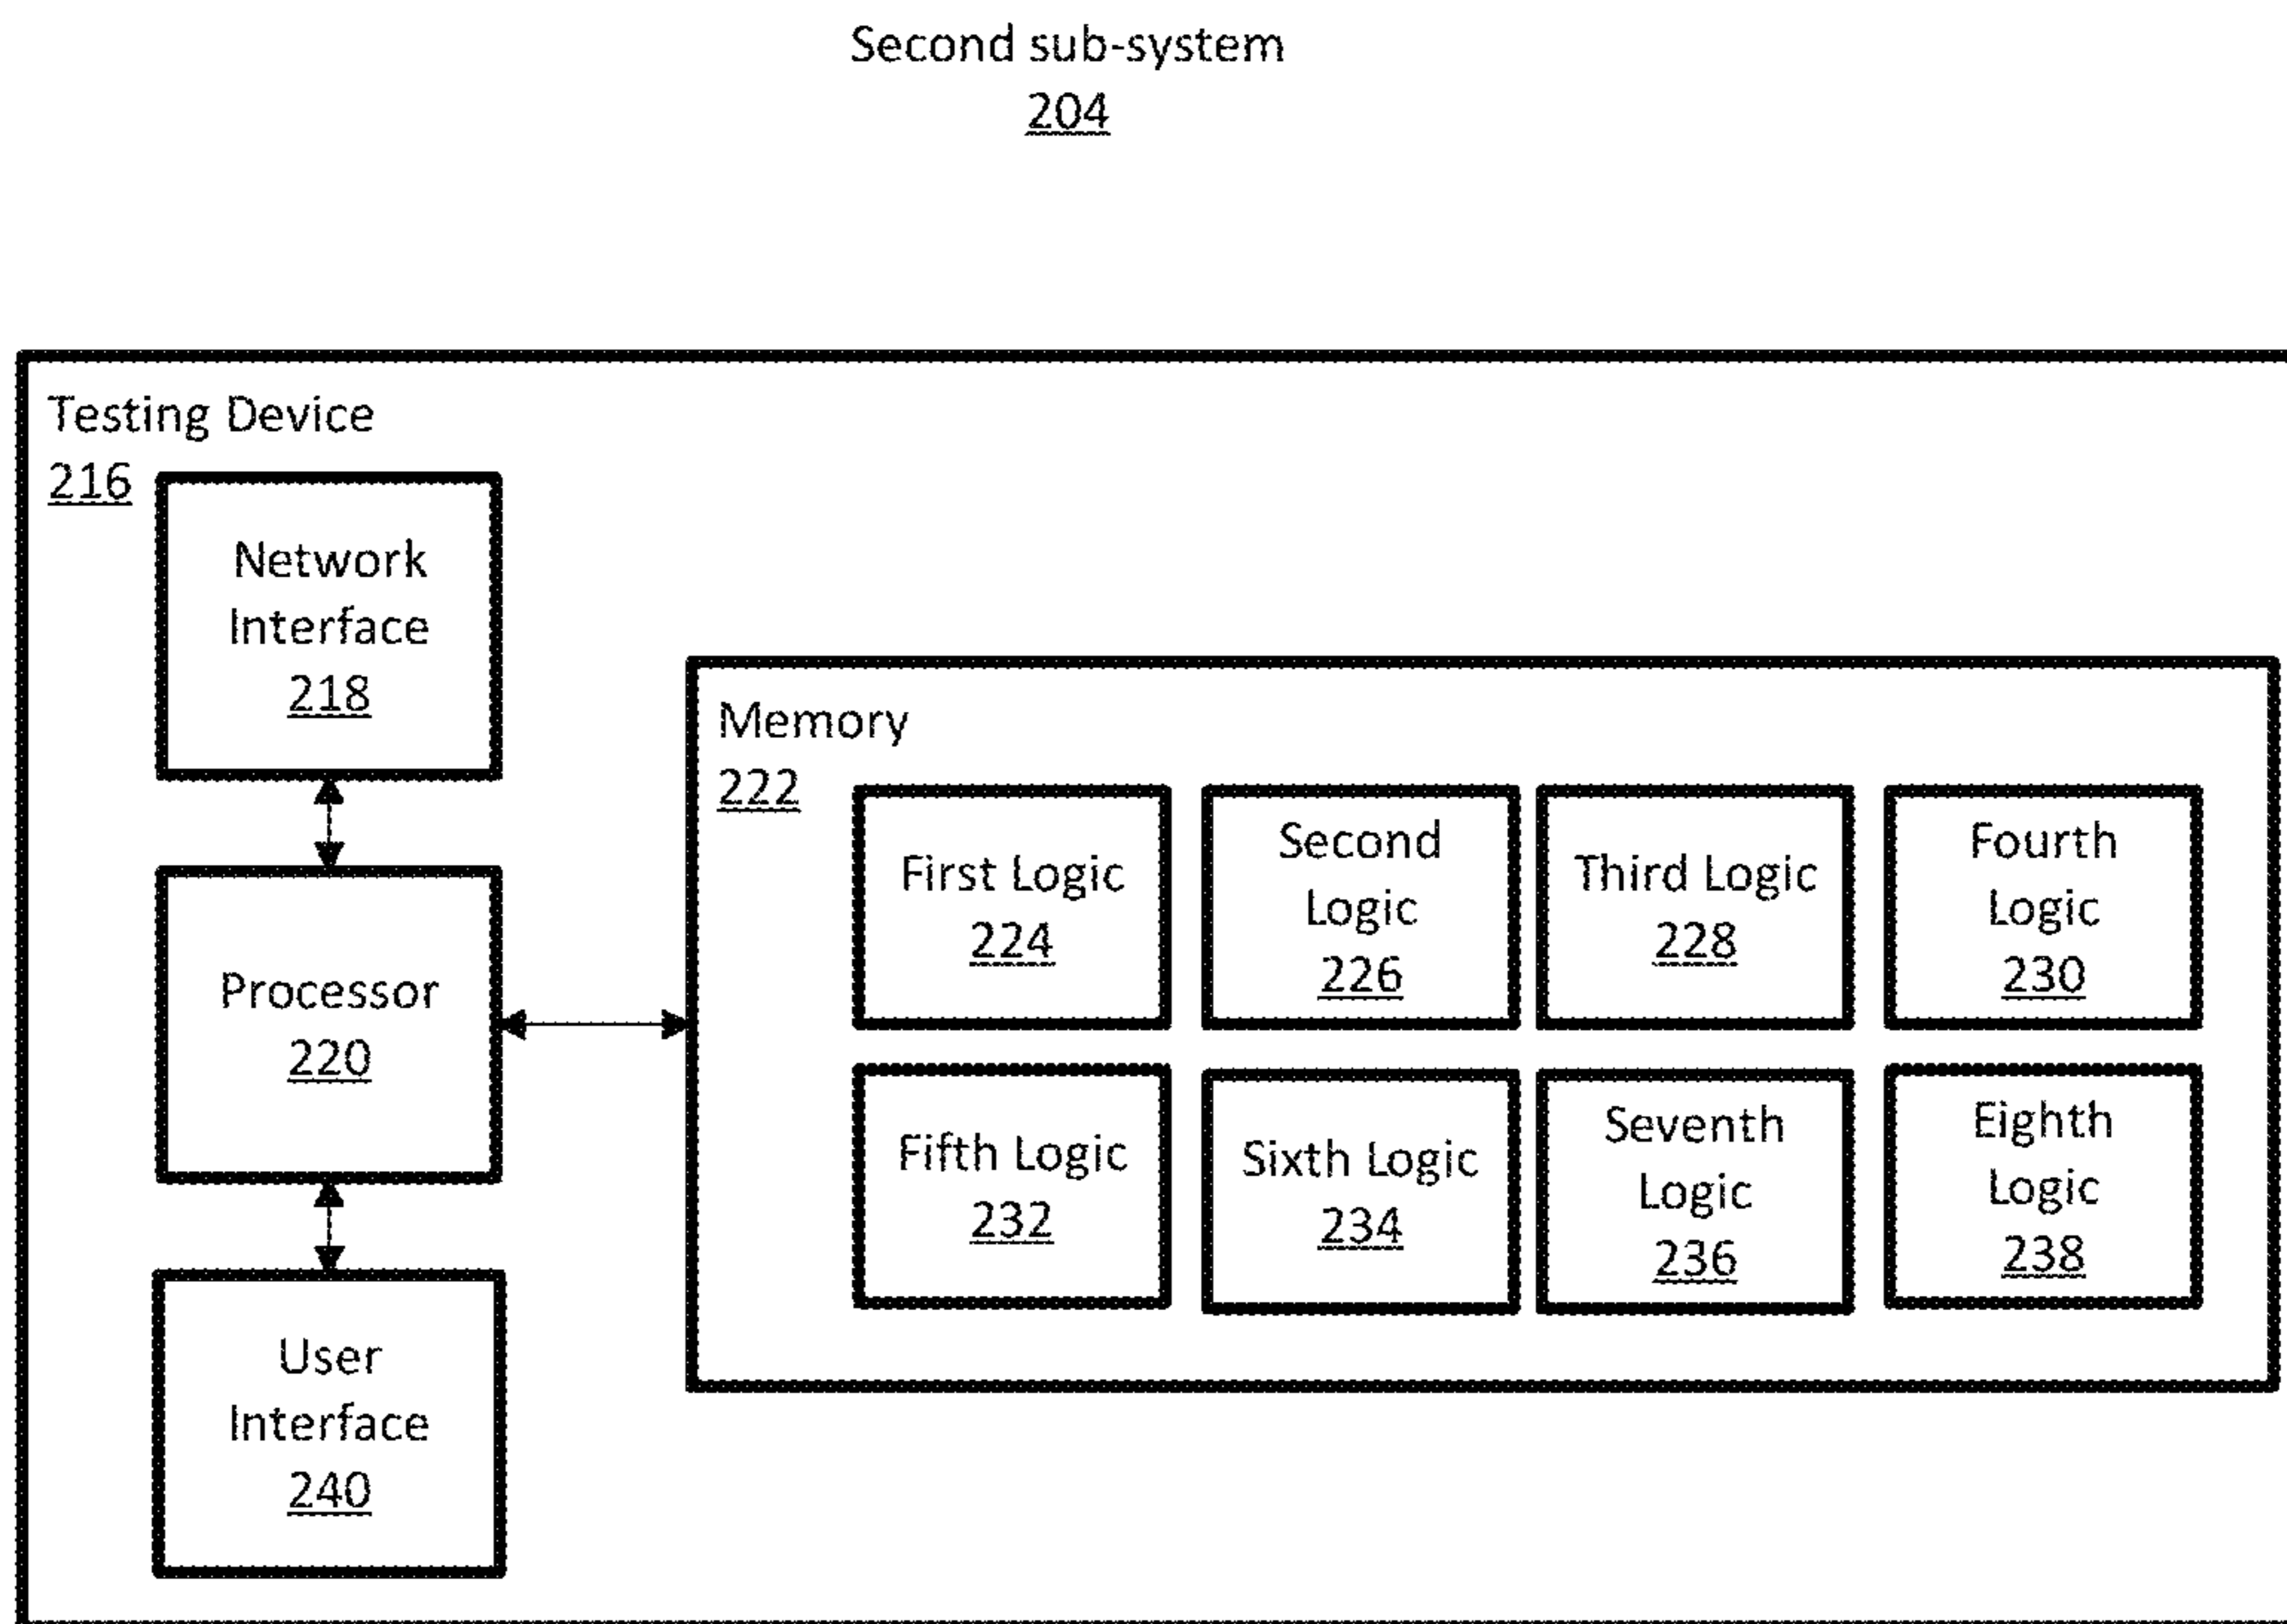 Second sub-system
204
Testing Device
216
Network
Interface
218
Processor
220
User
Interface
240
Memory
222
First Logic
224
Second
Logic
226
Third Logic
228
Fourth
Logic
230
Fifth Logic
232
Sixth Logic
234
Seventh
Logic
236
Eighth
Logic
238